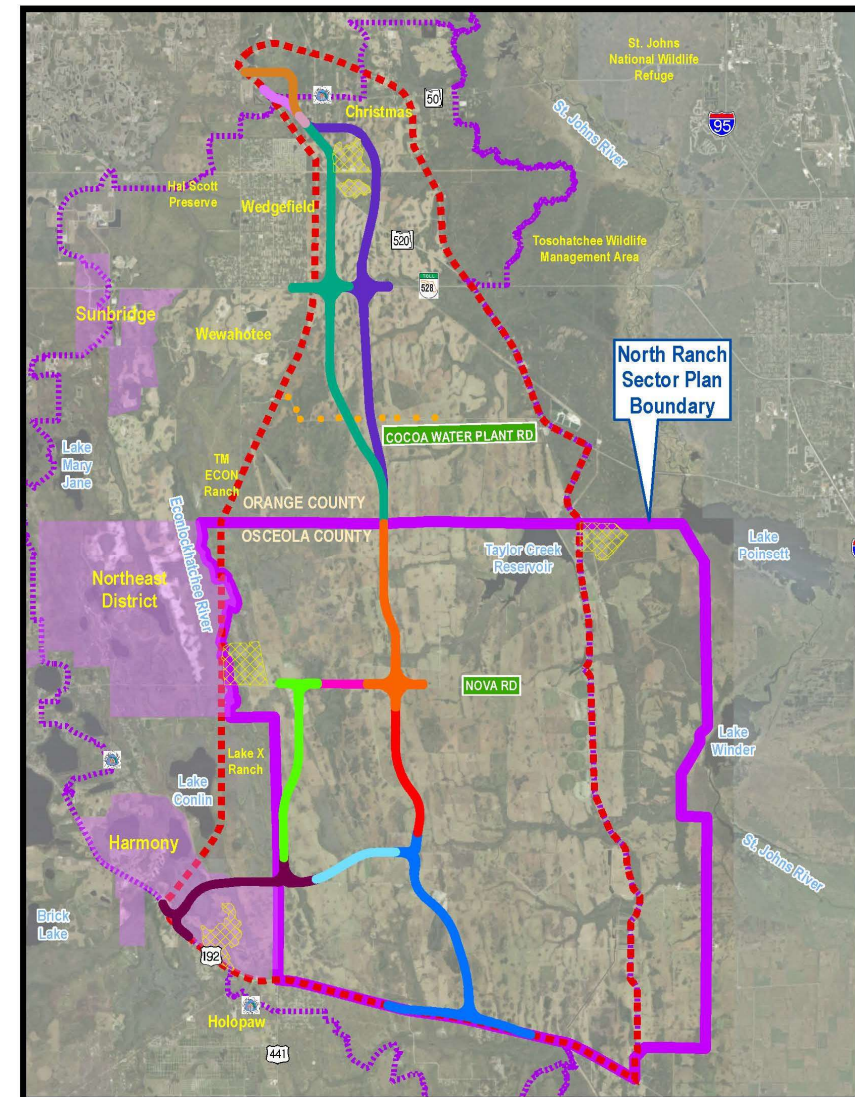 St. Johns
National Wildlife
Refuge
50
Christmas
St. Johns River
95
Hal Scott
Preserve
Wedgefield
520
Tosohatchee Wildlife
Management Area
TOLL
528
Sunbridge
Wewahotee
North Ranch
Sector Plan
Boundary
COCOA WATER PLANT RD
Lake
Mary
Jane
TM
ECON
Ranch
ORANGE COUNTY
OSCEOLA COUNTY
Econlockhatchee River
Taylor Creek
Reservoir
Lake
Poinsett
Northeast
District
NOVA RD
Lake X
Ranch
Lake
Winder
Lake
Conlin
Harmony
St. Johns River
Brick
Lake
192
Holopaw
441